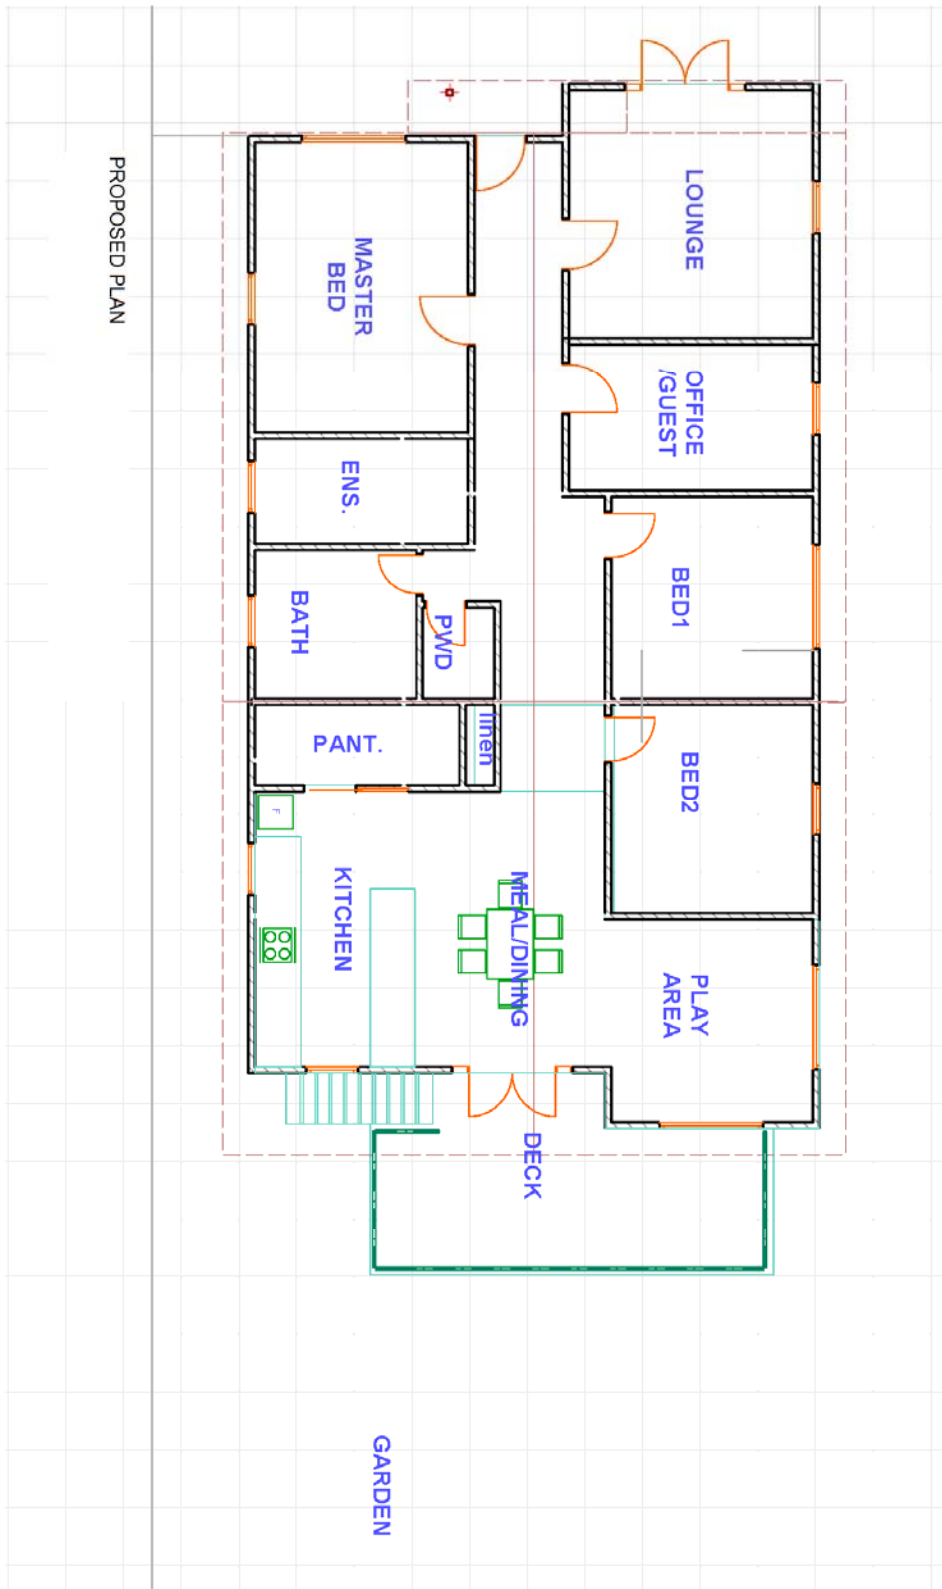 PROPOSED PLAN
LOUNGE
MASTER
BED
OFFICE
/GUEST
ENS.
BED1
BATH
PWD
linen
PANT.
BED2
F
KITCHEN
MEAL/DINING
PLAY
AREA
DECK
GARDEN